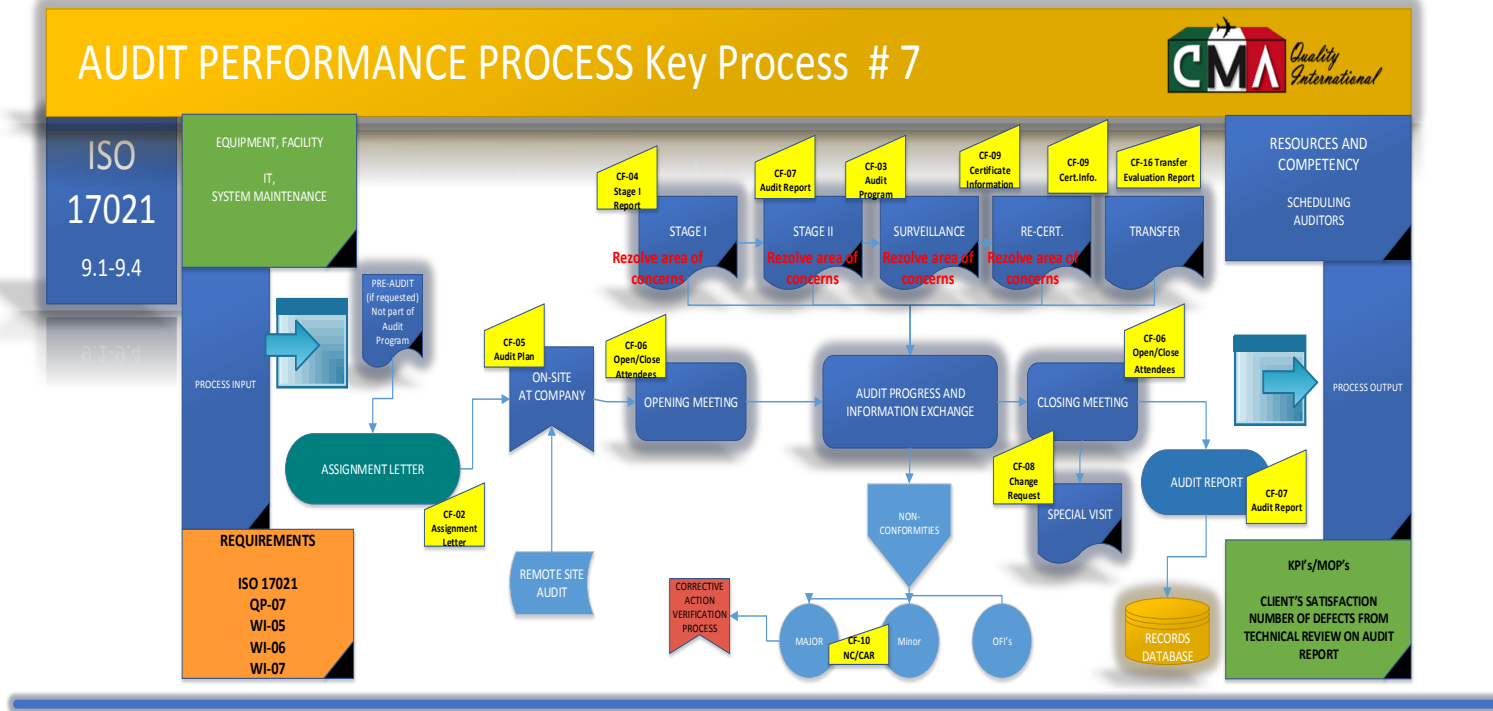 AUDIT PERFORMANCE PROCESS Key Process # 7
CMA
Quality
International
ISO
17021
9.1-9.4
9.1-9.4
EQUIPMENT, FACILITY
IT,
SYSTEM MAINTENANCE
PROCESS INPUT
REQUIREMENTS
ISO 17021
QP-07
WI-05
WI-06
WI-07
PRE-AUDIT
(if requested)
Not part of
Audit
Program
ASSIGNMENT LETTER
CF-02
Assignment
Letter
CF-05
Audit Plan
ON-SITE
AT COMPANY
REMOTE SITE
AUDIT
CF-06
Open/Close
Attendees
OPENING MEETING
CF-04
Stage I
Report
STAGE I
Rezolve area of
concerns
CF-07
Audit Report
STAGE II
Rezolve area of
concerns
CF-03
Audit
Program
SURVEILLANCE
Rezolve area of
concerns
CF-09
Certificate
Information
RE-CERT.
Rezolve area of
concerns
CF-09
Cert.Info.
CF-16 Transfer
Evaluation Report
TRANSFER
AUDIT PROGRESS AND
INFORMATION EXCHANGE
CF-06
Open/Close
Attendees
CLOSING MEETING
CF-08
Change
Request
SPECIAL VISIT
NON-
CONFORMITIES
CORRECTIVE
ACTION
VERIFICATION
PROCESS
MAJOR
CF-10
NC/CAR
Minor
OFI's
AUDIT REPORT
CF-07
Audit Report
RECORDS
DATABASE
RESOURCES AND
COMPETENCY
SCHEDULING
AUDITORS
PROCESS OUTPUT
KPI's/MOP's
CLIENT'S SATISFACTION
NUMBER OF DEFECTS FROM
TECHNICAL REVIEW ON AUDIT
REPORT